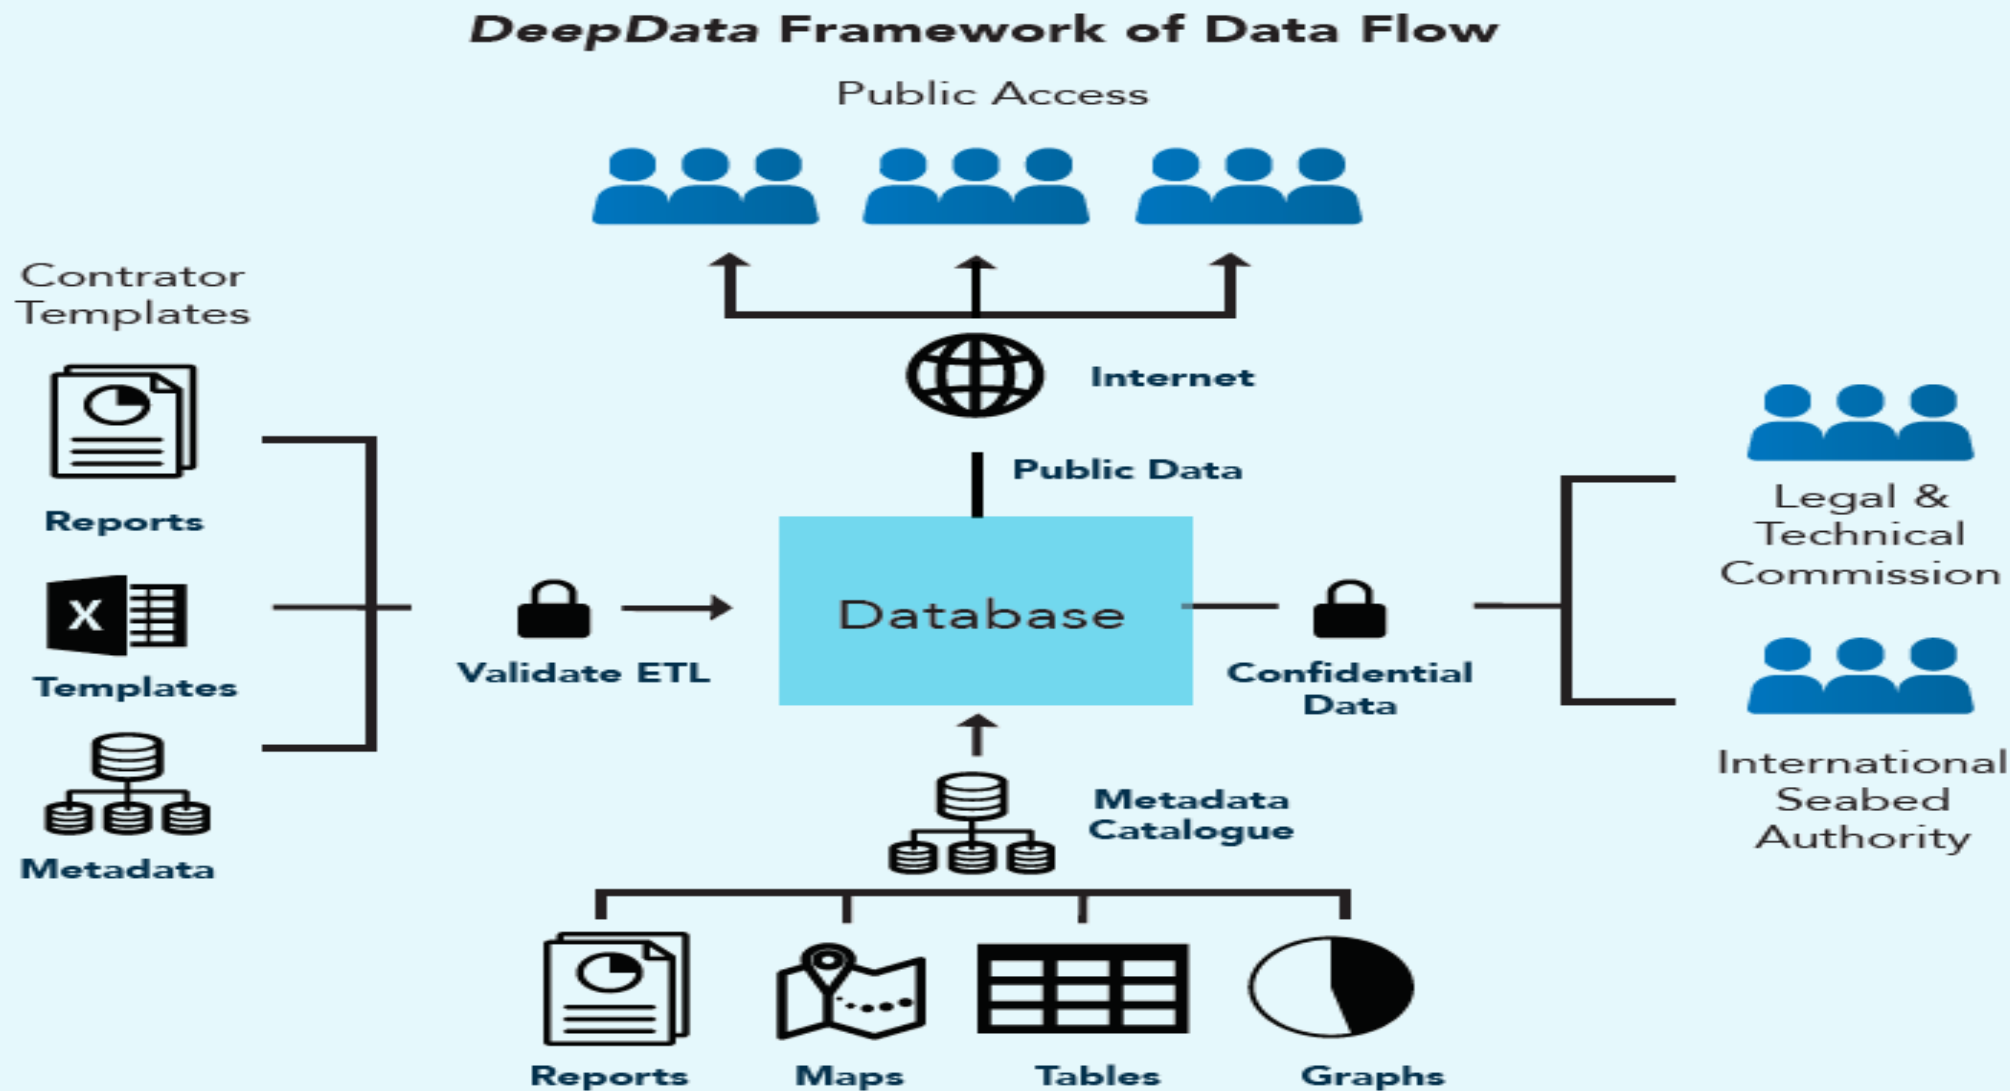 DeepData Framework of Data Flow
Public Access
Contrator
Templates
Reports
X
Templates
Metadata
Validate ETL
Internet
Public Data
Database
Confidential
Data
Legal &
Technical
Commission
International
Seabed
Authority
Metadata
Catalogue
Reports
Maps
Tables
Graphs